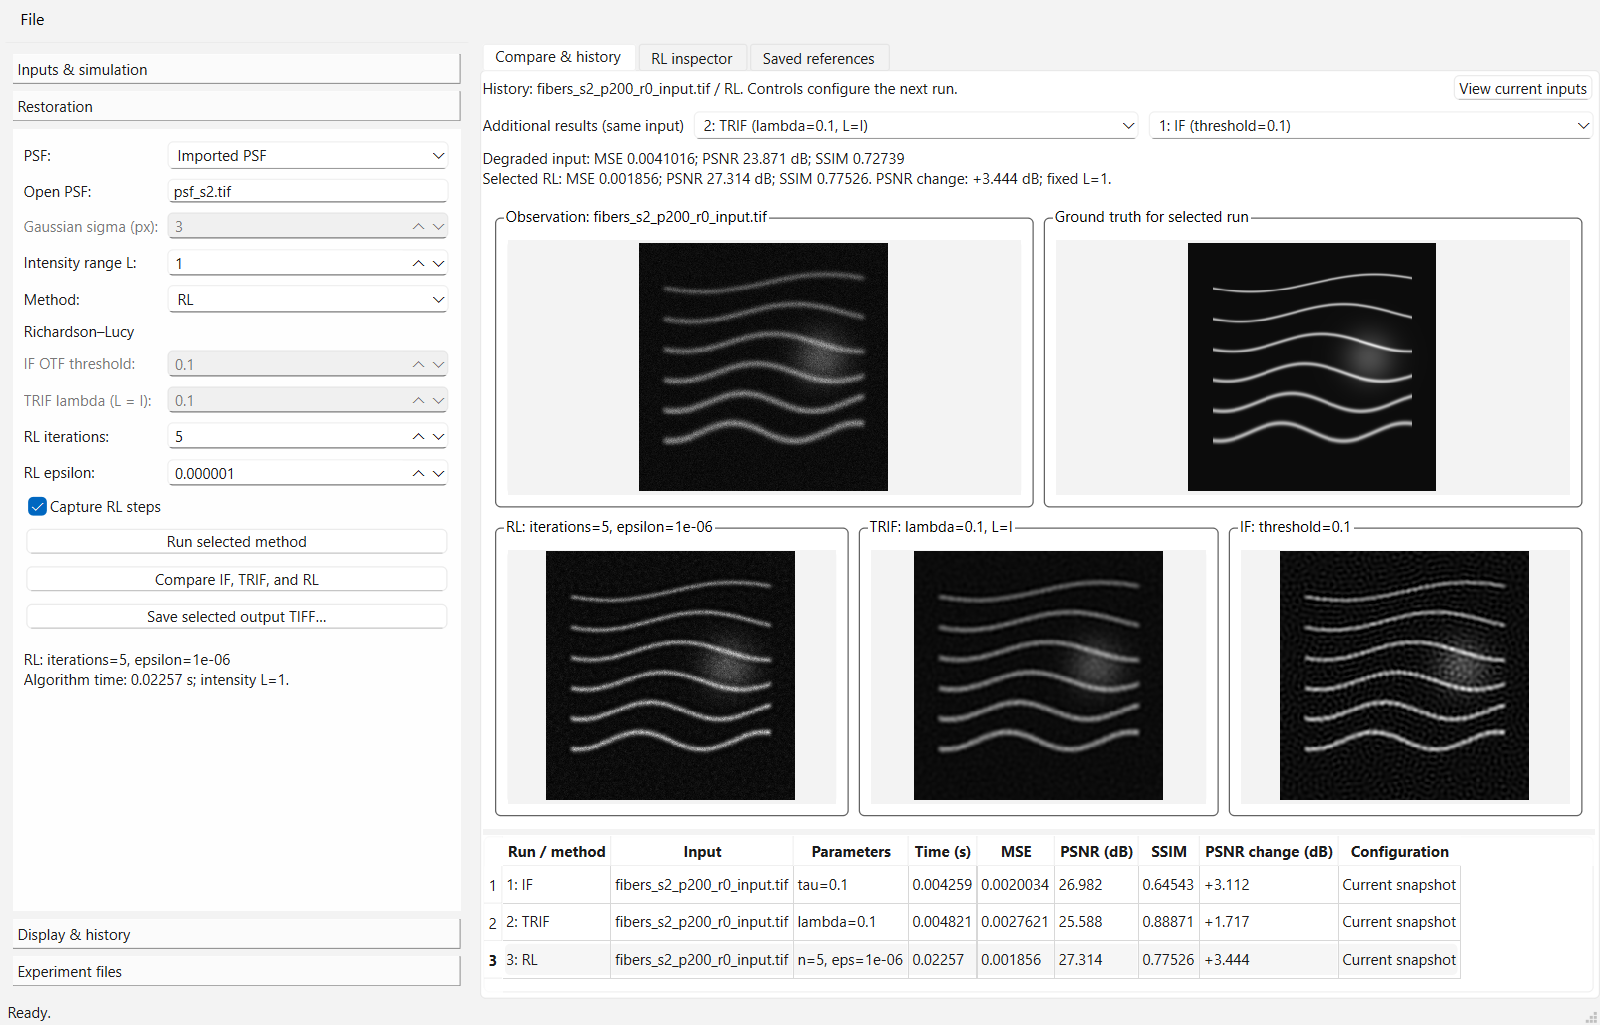 File
Inputs & simulation
Restoration
PSF: Imported PSF
Open PSF: psf_s2.tif
Gaussian sigma (px): 3
Intensity range L: 1
Method: RL
Richardson–Lucy
IF OTF threshold: 0.1
TRIF lambda (L = I): 0.1
RL iterations: 5
RL epsilon: 0.000001
Capture RL steps
Run selected method
Compare IF, TRIF, and RL
Save selected output TIFF...
RL: iterations=5, epsilon=1e-06
Algorithm time: 0.02257 s; intensity L=1.
Display & history
Experiment files
Ready.
Compare & history RL inspector Saved references
History: fibers_s2_p200_r0_input.tif / RL. Controls configure the next run. View current inputs
Additional results (same input) 2: TRIF (lambda=0.1, L=I) 1: IF (threshold=0.1)
Degraded input: MSE 0.0041016; PSNR 23.871 dB; SSIM 0.72739
Selected RL: MSE 0.001856; PSNR 27.314 dB; SSIM 0.77526. PSNR change: +3.444 dB; fixed L=1.
Observation: fibers_s2_p200_r0_input.tif Ground truth for selected run
RL: iterations=5, epsilon=1e-06 TRIF: lambda=0.1, L=I IF: threshold=0.1
Run / method Input Parameters Time (s) MSE PSNR (dB) SSIM PSNR change (dB) Configuration
1 1: IF fibers_s2_p200_r0_input.tif tau=0.1 0.004259 0.0020034 26.982 0.64543 +3.112 Current snapshot
2 2: TRIF fibers_s2_p200_r0_input.tif lambda=0.1 0.004821 0.0027621 25.588 0.88871 +1.717 Current snapshot
3 3: RL fibers_s2_p200_r0_input.tif n=5, eps=1e-06 0.02257 0.001856 27.314 0.77526 +3.444 Current snapshot